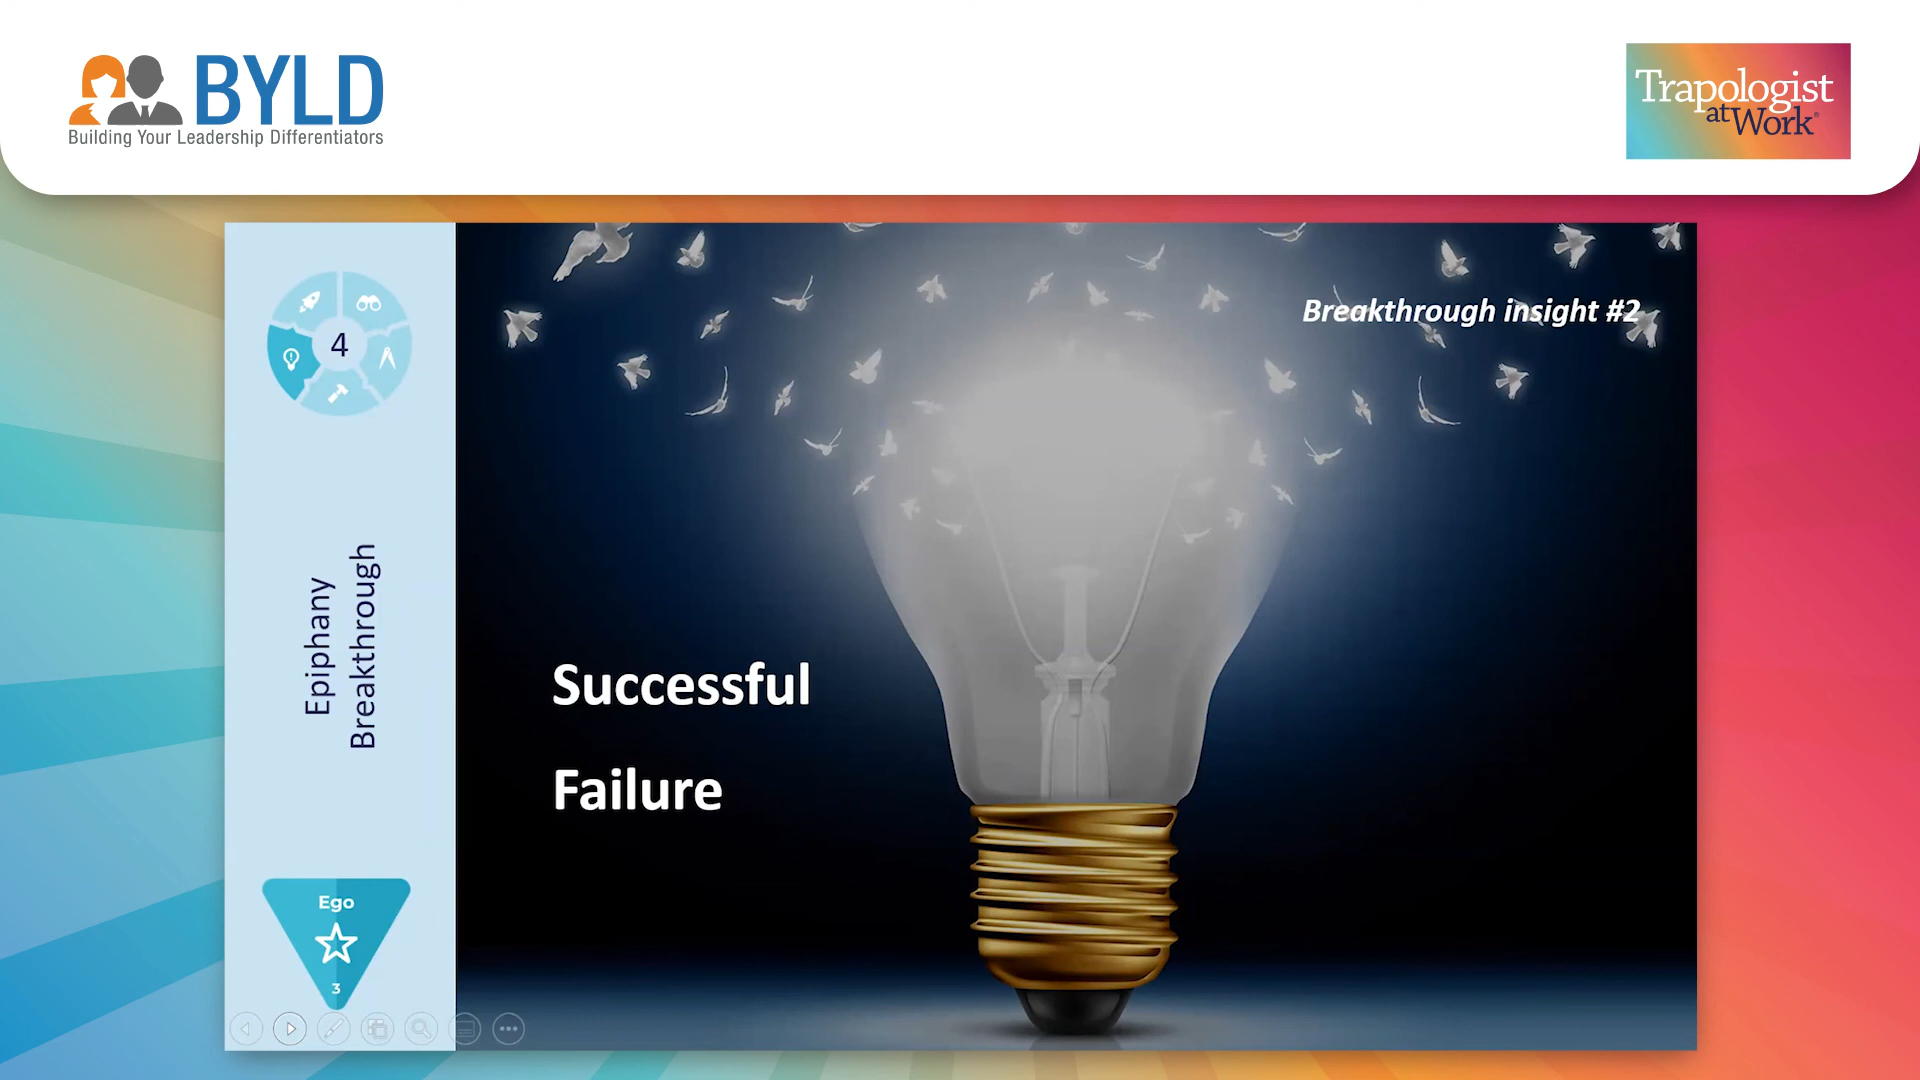 BYLD
Building Your Leadership Differentiators
Trapologist
at Work®
4
Epiphany
Breakthrough
Ego
3
Breakthrough insight #2
Successful
Failure